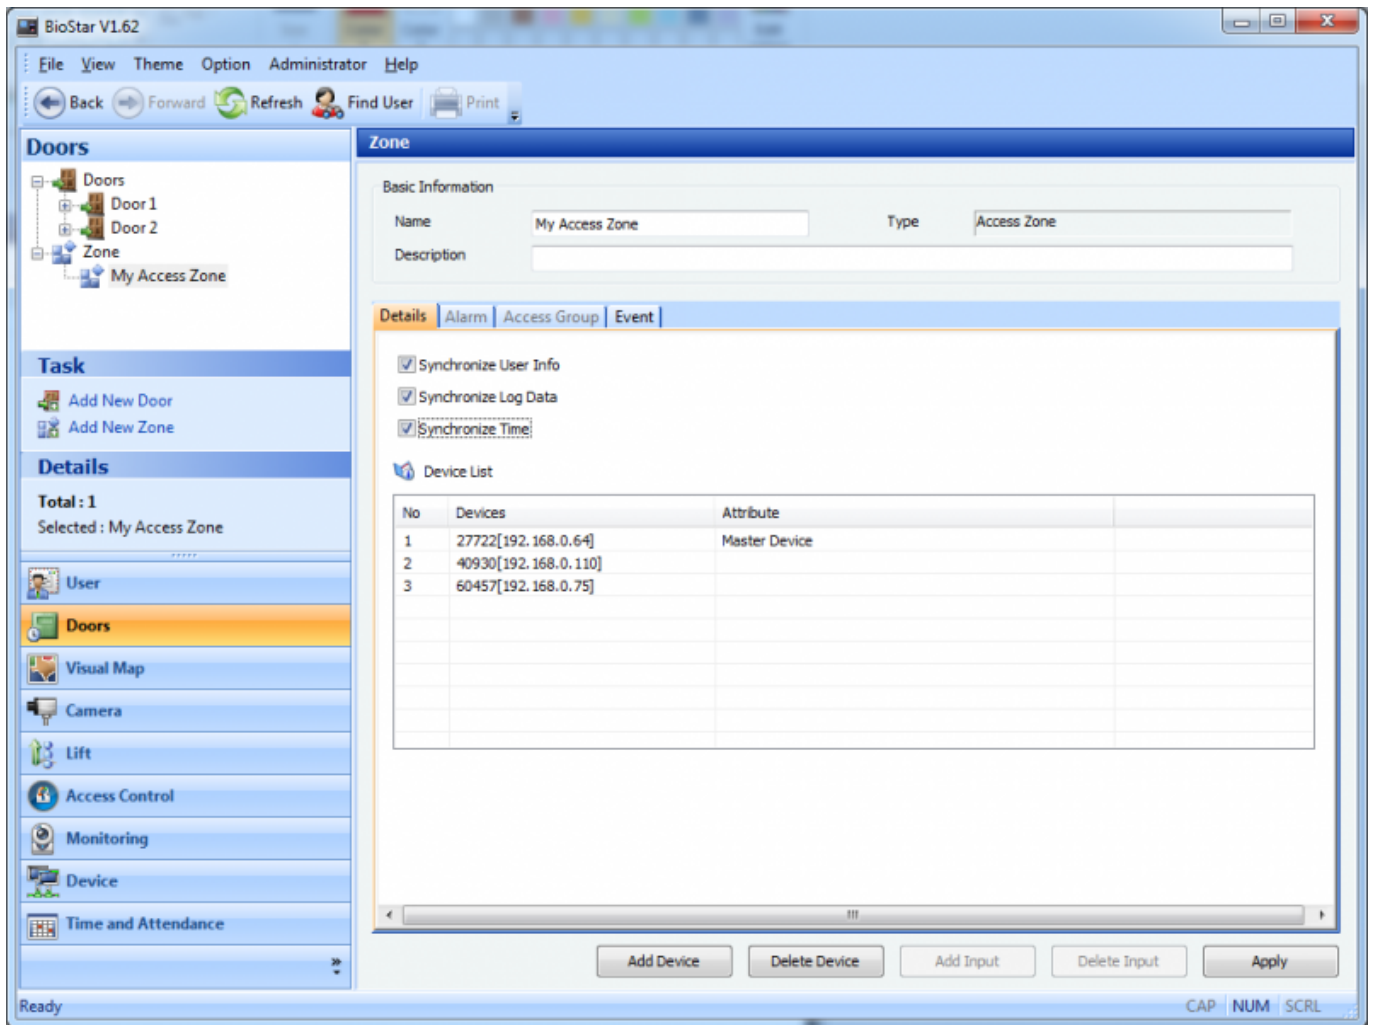 BioStar V1.62
File View Theme Option Administrator Help
Back Forward Refresh Find User Print
Doors
Doors
Door 1
Door 2
Zone
My Access Zone
Task
Add New Door
Add New Zone
Details
Total : 1
Selected : My Access Zone
User
Doors
Visual Map
Camera
Lift
Access Control
Monitoring
Device
Time and Attendance
Zone
Basic Information
Name My Access Zone Type Access Zone
Description
Details Alarm Access Group Event
Synchronize User Info
Synchronize Log Data
Synchronize Time
Device List
No Devices Attribute
1 27722[192.168.0.64] Master Device
2 40930[192.168.0.110]
3 60457[192.168.0.75]
Add Device Delete Device Add Input Delete Input Apply
Ready CAP NUM SCRL